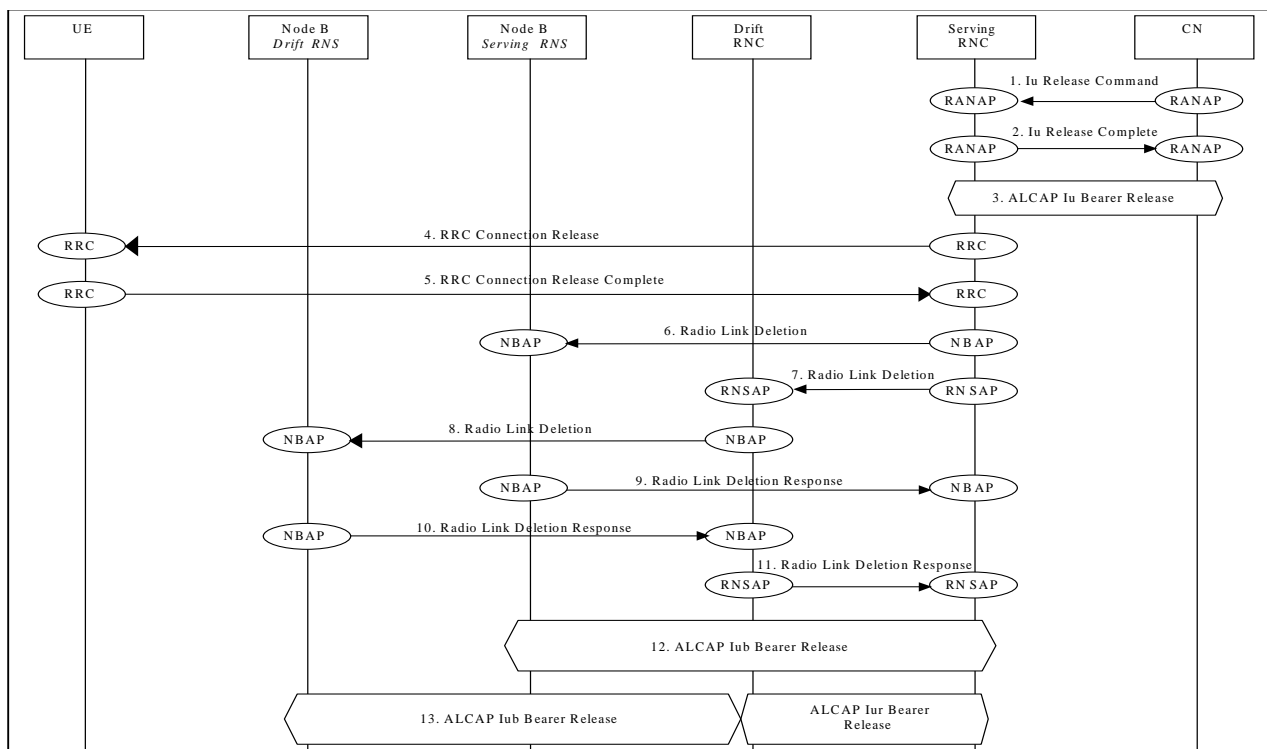 UE
Node B
Drift RNS
Node B
Serving RNS
Drift
RNC
Serving
RNC
CN
1. Iu Release Command
RANAP
RANAP
2. Iu Release Complete
RANAP
RANAP
3. ALCAP Iu Bearer Release
4. RRC Connection Release
RRC
RRC
5. RRC Connection Release Complete
RRC
RRC
6. Radio Link Deletion
NBAP
NBAP
7. Radio Link Deletion
RNSAP
RNSAP
8. Radio Link Deletion
NBAP
NBAP
9. Radio Link Deletion Response
NBAP
NBAP
10. Radio Link Deletion Response
NBAP
NBAP
11. Radio Link Deletion Response
RNSAP
RNSAP
12. ALCAP Iub Bearer Release
13. ALCAP Iub Bearer Release
ALCAP Iur Bearer
Release